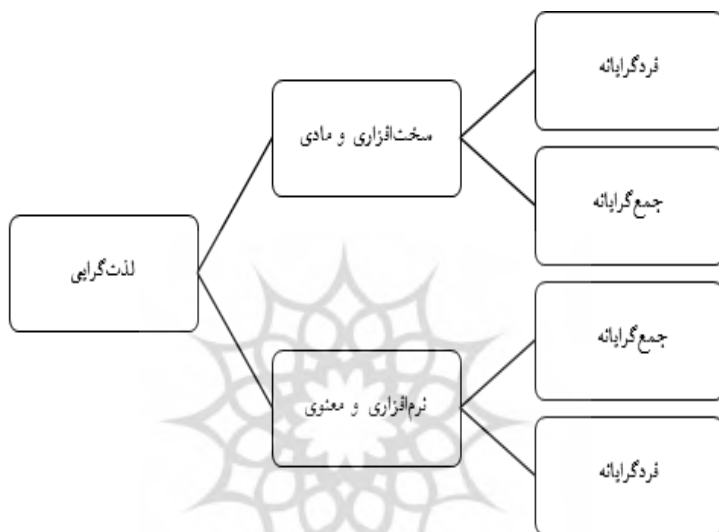 فردگرایانه
سخت‌افزاری و مادی
جمع‌گرایانه
لذت‌گرایی
جمع‌گرایانه
نرم‌افزاری و معنوی
فردگرایانه